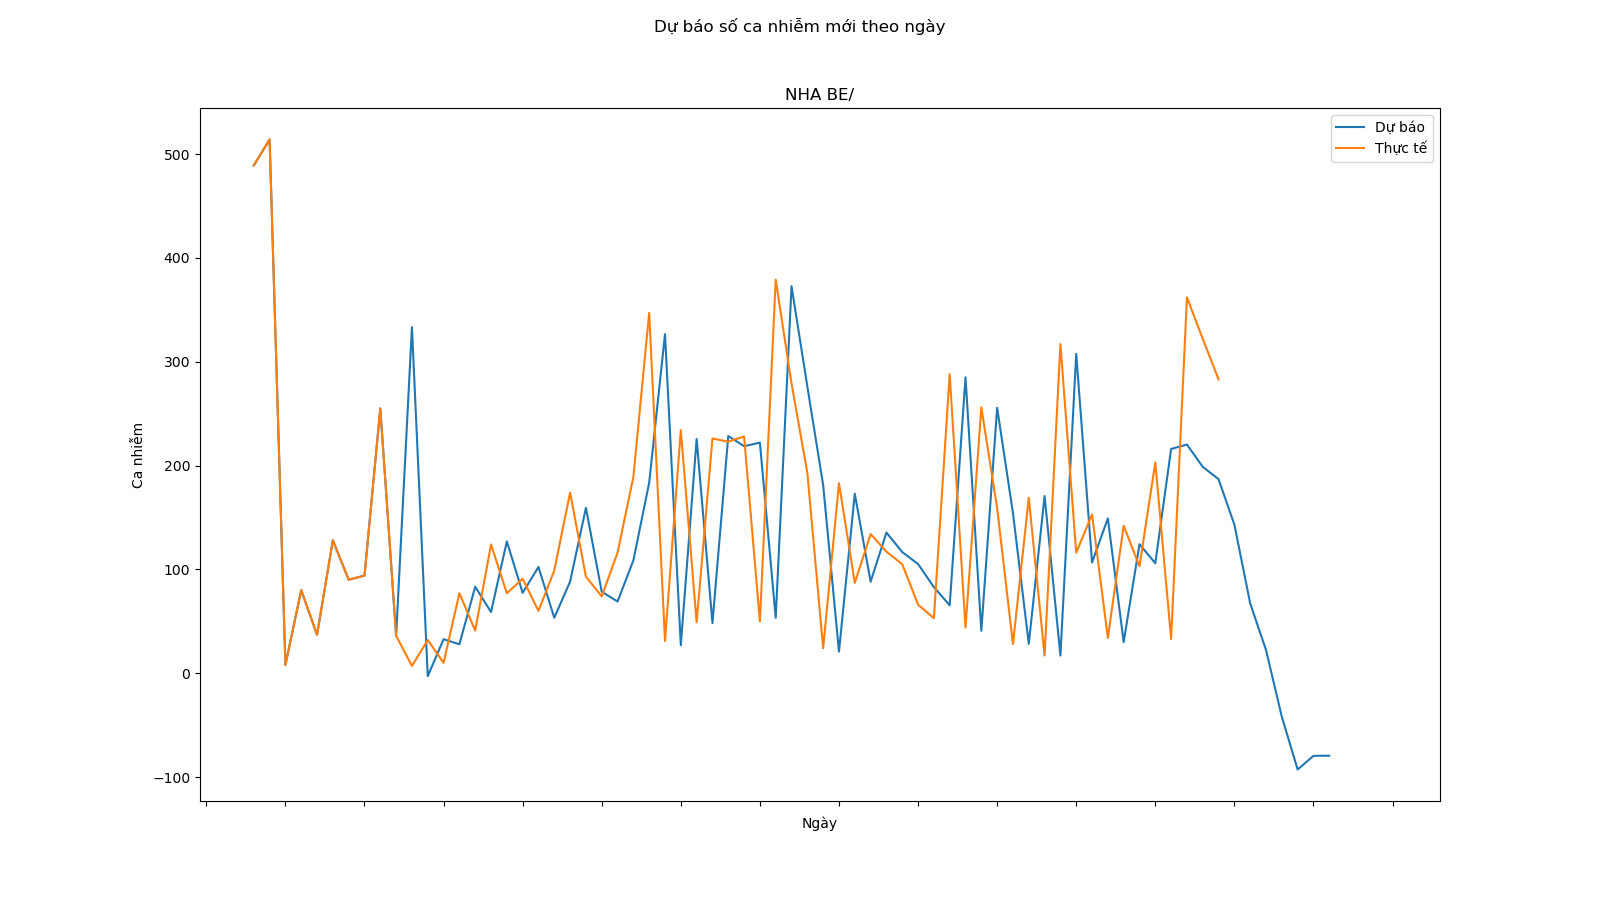 Dự báo số ca nhiễm mới theo ngày
NHA BE/
Dự báo
Thực tế
500
400
300
200
100
0
−100
Ca nhiễm
Ngày